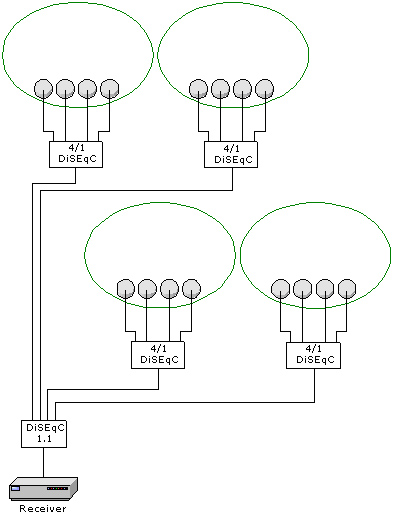 4/1
DiSEqC
4/1
DiSEqC
4/1
DiSEqC
4/1
DiSEqC
DiSEqC
1.1
Receiver